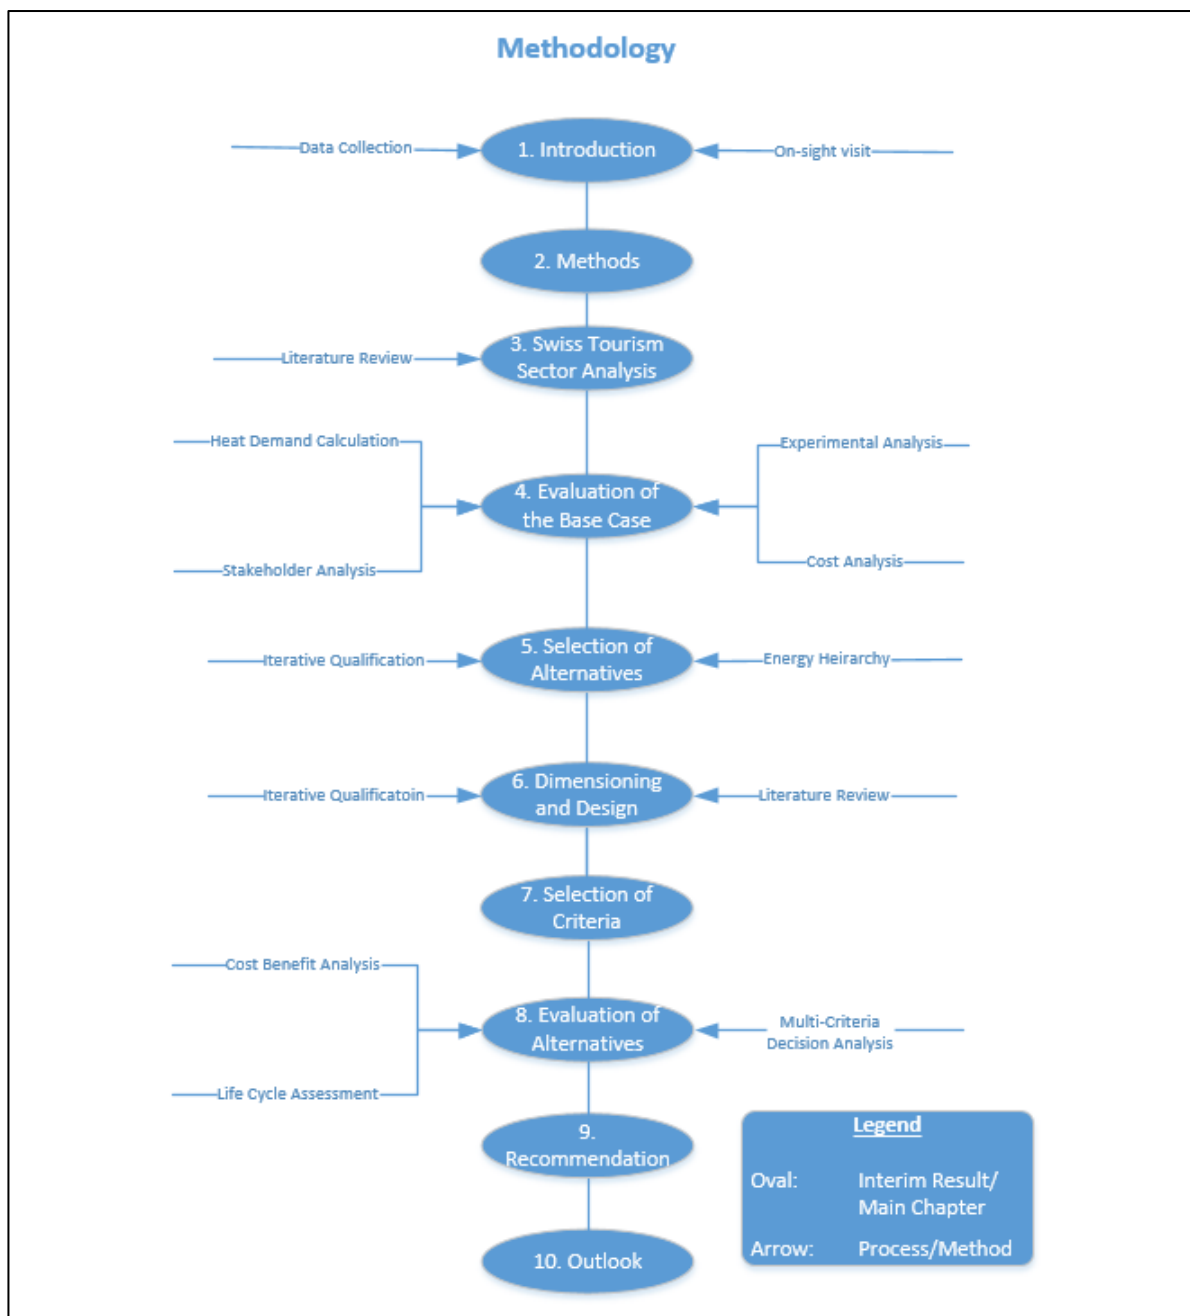 Methodology
Data Collection
1. Introduction
On-sight visit
2. Methods
Literature Review
3. Swiss Tourism
Sector Analysis
Heat Demand Calculation
Experimental Analysis
4. Evaluation of
the Base Case
Stakeholder Analysis
Cost Analysis
Iterative Qualification
5. Selection of
Alternatives
Energy Heirarchy
Iterative Qualificatoin
6. Dimensioning
and Design
Literature Review
7. Selection of
Criteria
Cost Benefit Analysis
8. Evaluation of
Alternatives
Multi-Criteria
Decision Analysis
Life Cycle Assessment
9.
Recommendation
10. Outlook
Legend
Oval: Interim Result/
Main Chapter
Arrow: Process/Method